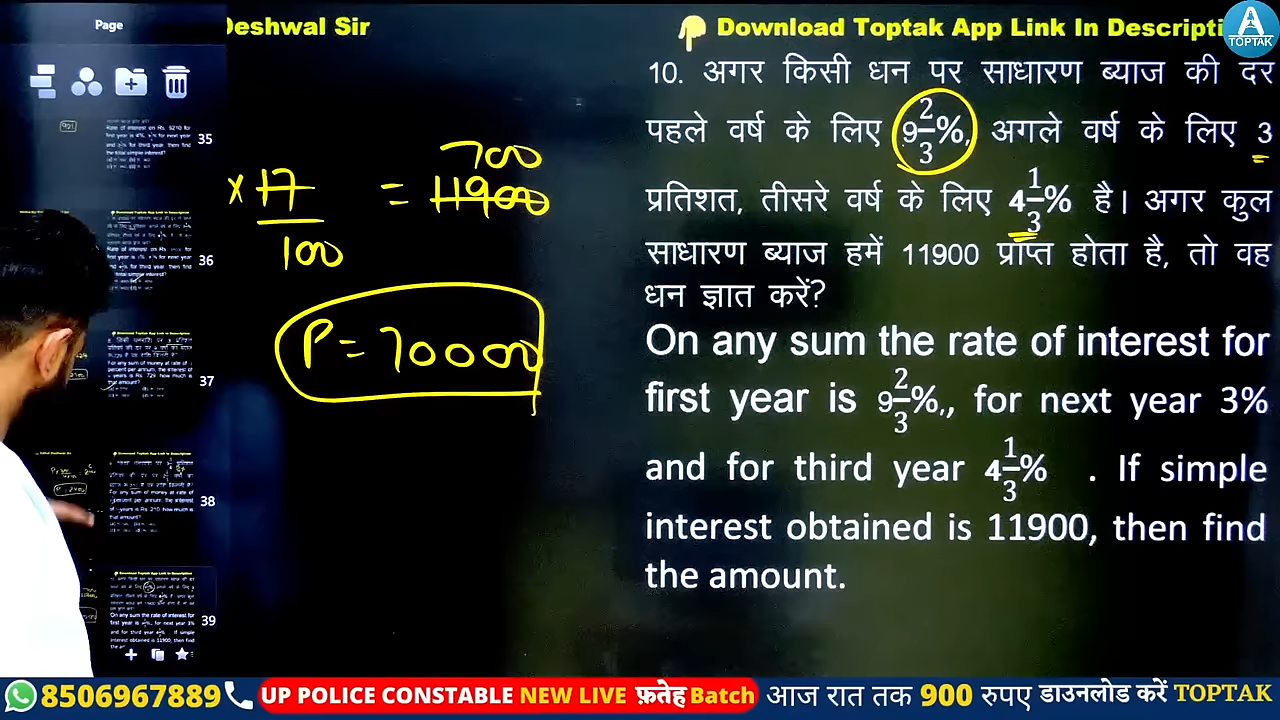 Page
Deshwal Sir
Download Toptak App Link In Descripti
TOPTAK
35
36
37
38
39
× 17 = 11900
700
100
P = 70000
10. अगर किसी धन पर साधारण ब्याज की दर
पहले वर्ष के लिए 9 2/3%, अगले वर्ष के लिए 3
प्रतिशत, तीसरे वर्ष के लिए 4 1/3% है। अगर कुल
साधारण ब्याज हमें 11900 प्राप्त होता है, तो वह
धन ज्ञात करें?
On any sum the rate of interest for
first year is 9 2/3%,, for next year 3%
and for third year 4 1/3% . If simple
interest obtained is 11900, then find
the amount.
8506967889 UP POLICE CONSTABLE NEW LIVE फ़तेह Batch आज रात तक 900 रुपए डाउनलोड करें TOPTAK